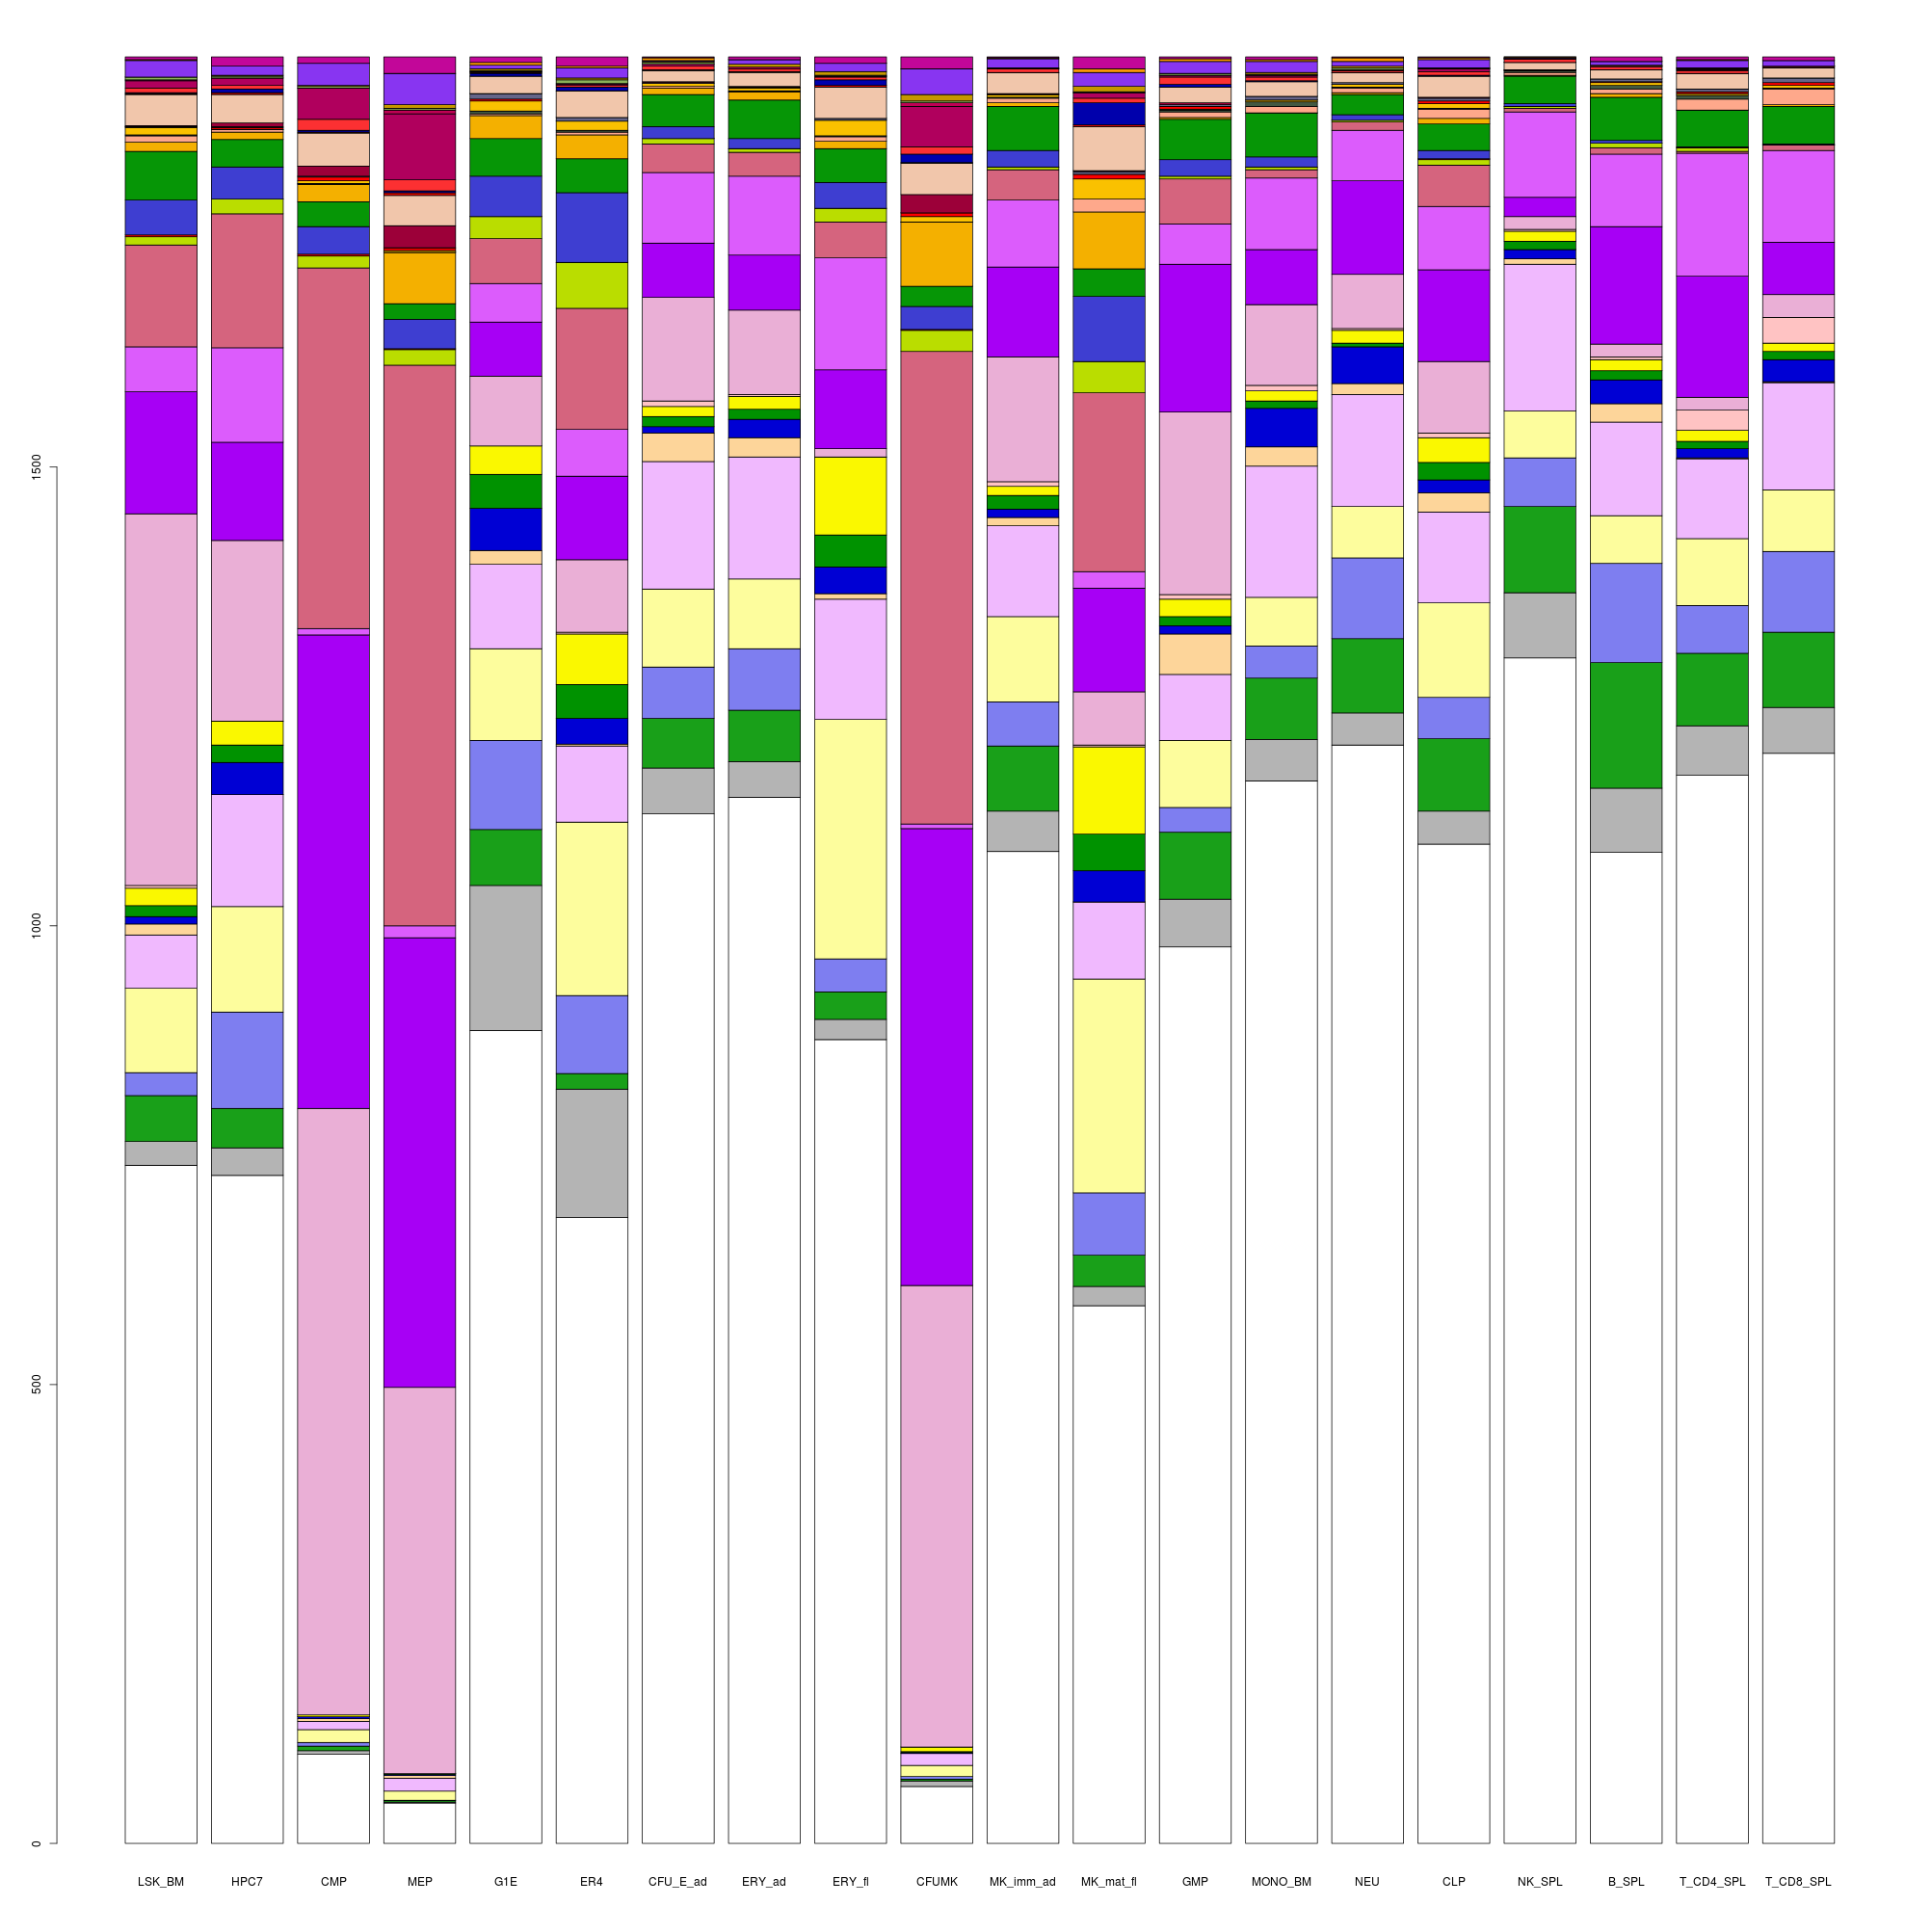 1500
1000
500
0
LSK_BM HPC7 CMP MEP G1E ER4 CFU_E_ad ERY_ad ERY_fl CFUMK MK_imm_ad MK_mat_fl GMP MONO_BM NEU CLP NK_SPL B_SPL T_CD4_SPL T_CD8_SPL